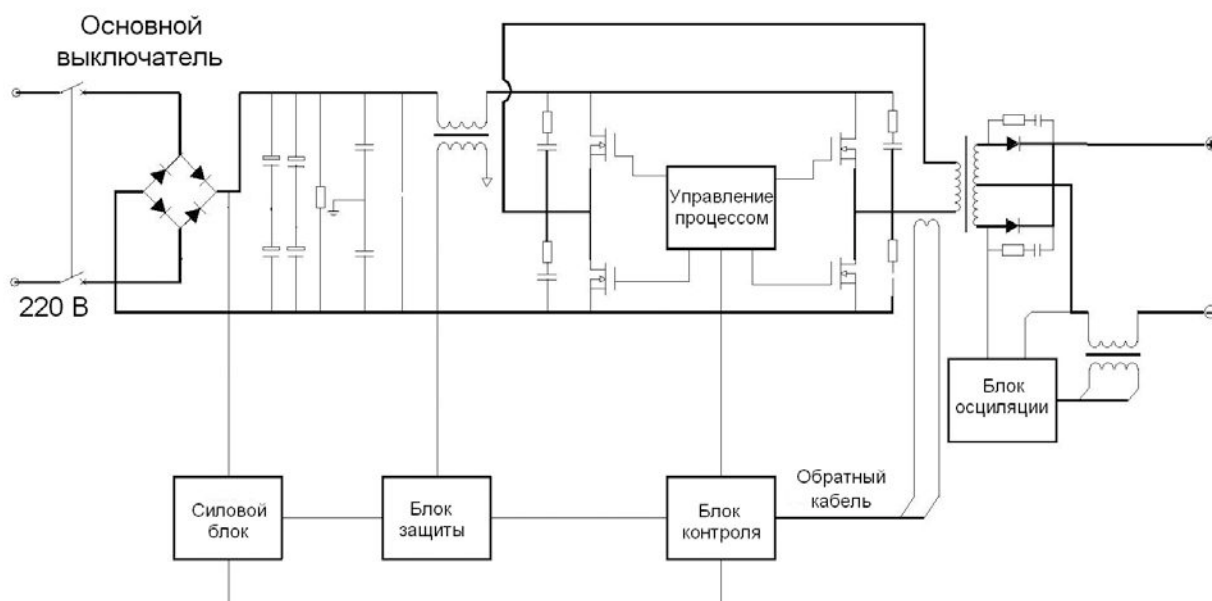 Основной
выключатель
220 В
Управление
процессом
Блок
осциляции
Обратный
кабель
Силовой
блок
Блок
защиты
Блок
контроля